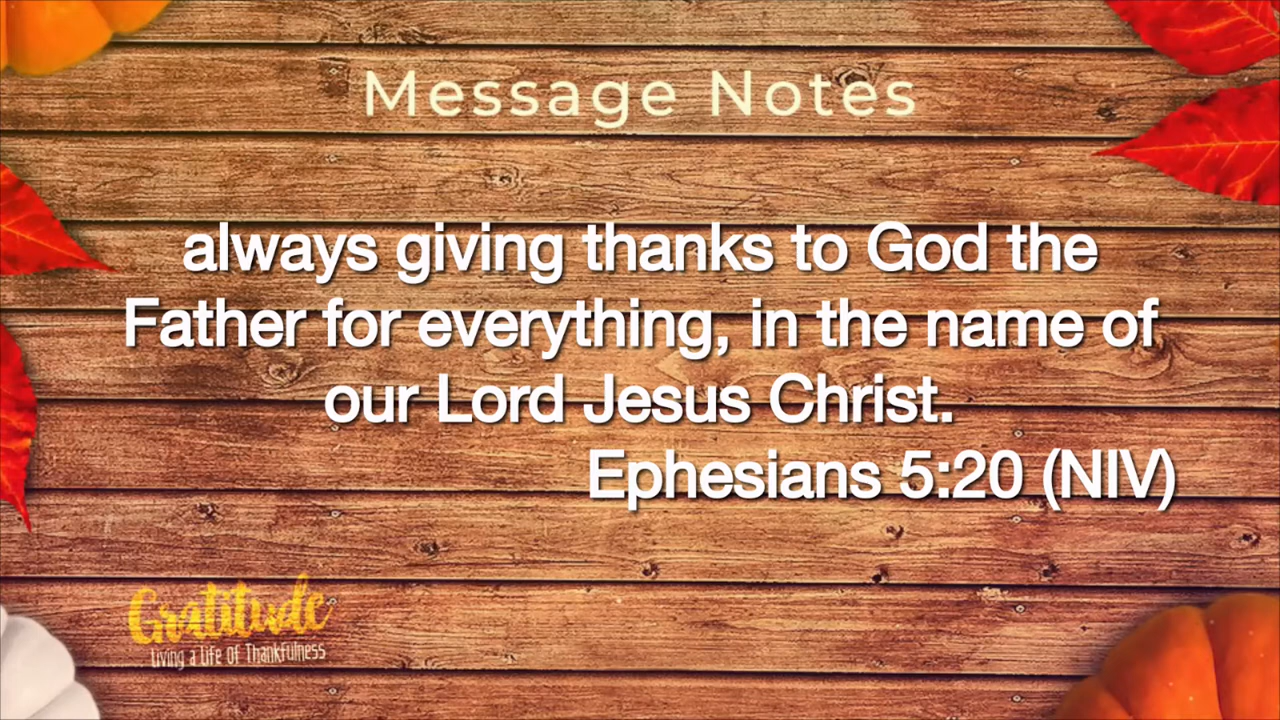 Message Notes
always giving thanks to God the
Father for everything, in the name of
our Lord Jesus Christ.
Ephesians 5:20 (NIV)
Gratitude
Living a Life of Thankfulness